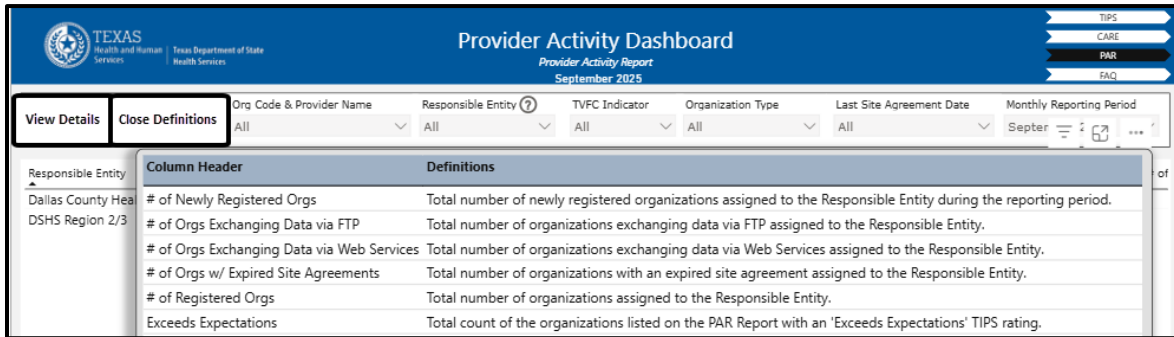 TEXAS
Health and Human
Services
Texas Department of State
Health Services
Provider Activity Dashboard
Provider Activity Report
September 2025
TIPS
CARE
PAR
FAQ
View Details
Close Definitions
Org Code & Provider Name
All
Responsible Entity ?
All
TVFC Indicator
All
Organization Type
All
Last Site Agreement Date
All
Monthly Reporting Period
Septer
Responsible Entity
# of
Dallas County Heal
DSHS Region 2/3
Column Header Definitions
# of Newly Registered Orgs Total number of newly registered organizations assigned to the Responsible Entity during the reporting period.
# of Orgs Exchanging Data via FTP Total number of organizations exchanging data via FTP assigned to the Responsible Entity.
# of Orgs Exchanging Data via Web Services Total number of organizations exchanging data via Web Services assigned to the Responsible Entity.
# of Orgs w/ Expired Site Agreements Total number of organizations with an expired site agreement assigned to the Responsible Entity.
# of Registered Orgs Total number of organizations assigned to the Responsible Entity.
Exceeds Expectations Total count of the organizations listed on the PAR Report with an 'Exceeds Expectations' TIPS rating.